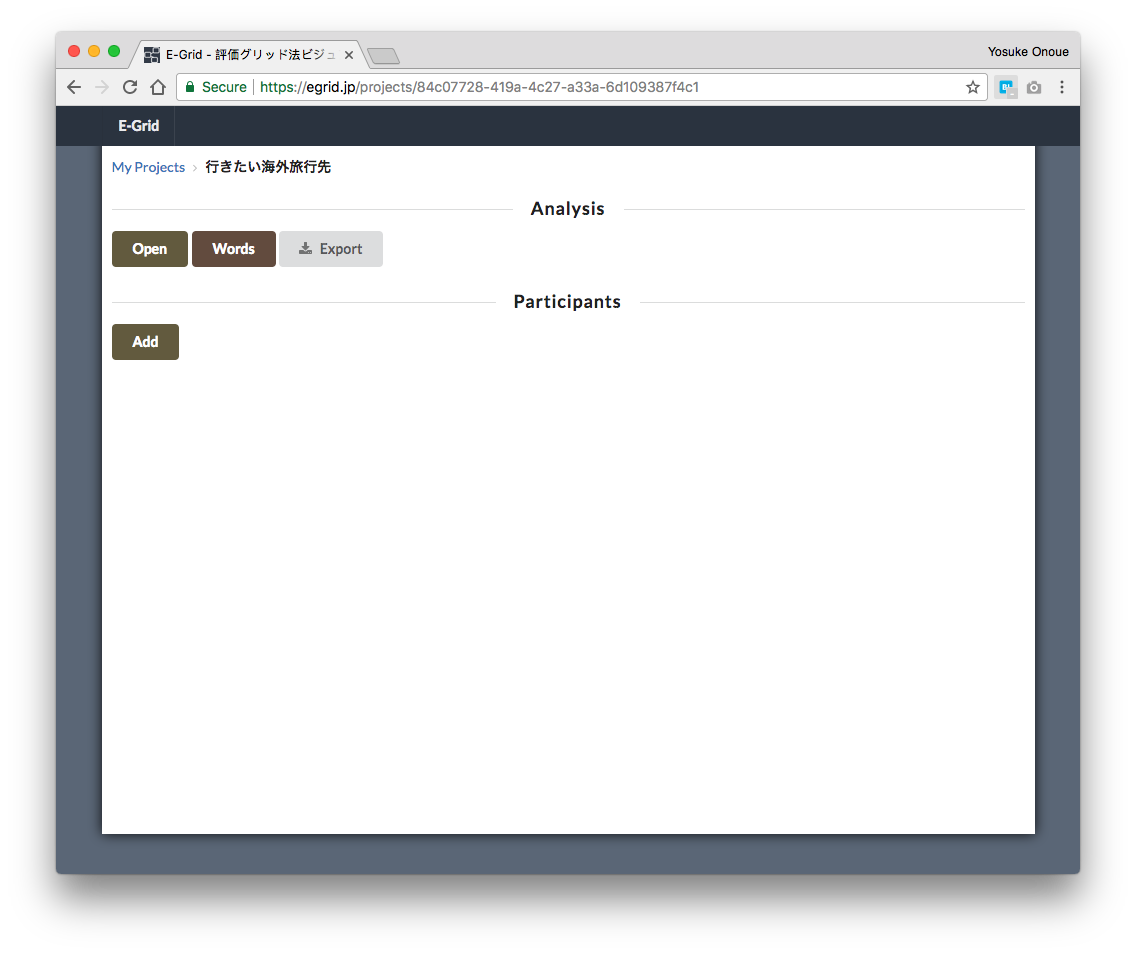 E-Grid - 評価グリッド法ビジュ
Yosuke Onoue
Secure https://egrid.jp/projects/84c07728-419a-4c27-a33a-6d109387f4c1
E-Grid
My Projects › 行きたい海外旅行先
Analysis
Open Words Export
Participants
Add